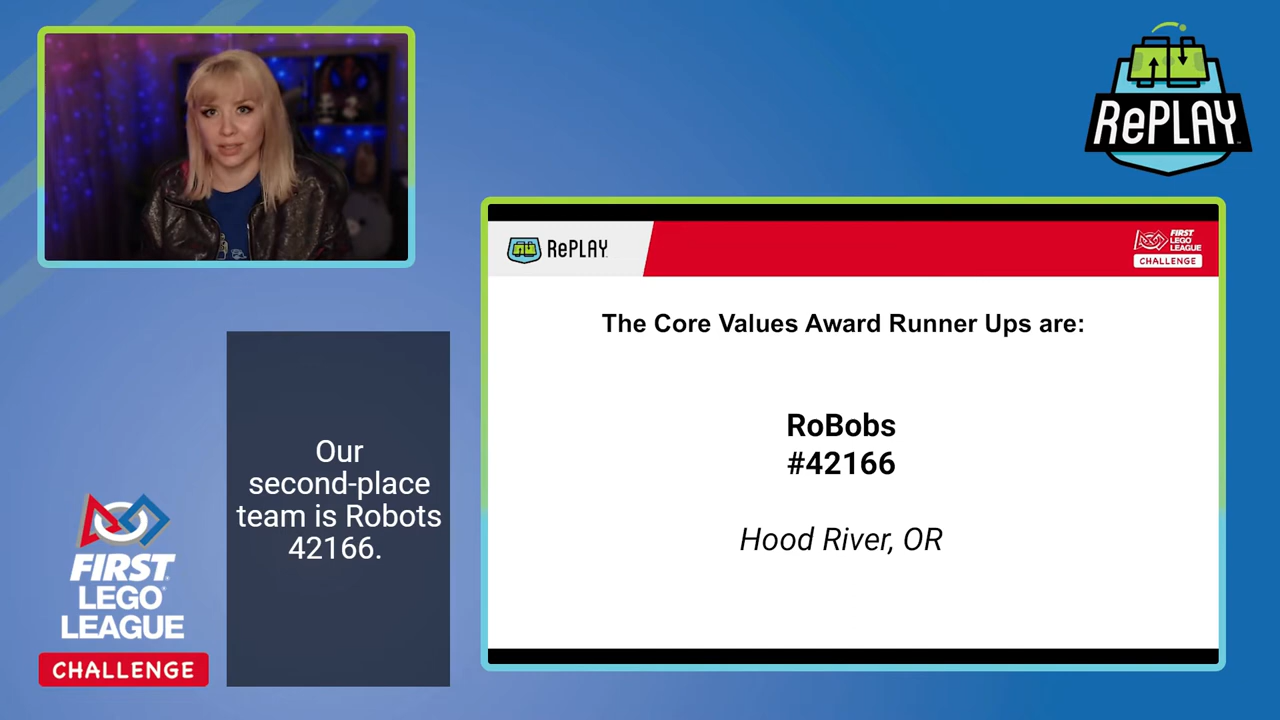 RePLAY
RePLAY
FIRST
LEGO
LEAGUE
CHALLENGE
The Core Values Award Runner Ups are:
RoBobs
#42166
Hood River, OR
Our
second-place
team is Robots
42166.
FIRST
LEGO
LEAGUE
CHALLENGE